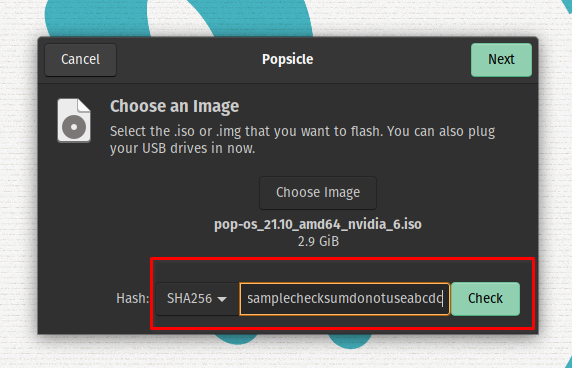 Cancel
Popsicle
Next
Choose an Image
Select the .iso or .img that you want to flash. You can also plug
your USB drives in now.
Choose Image
pop-os_21.10_amd64_nvidia_6.iso
2.9 GiB
Hash: SHA256 samplechecksumdonotuseabcdc Check